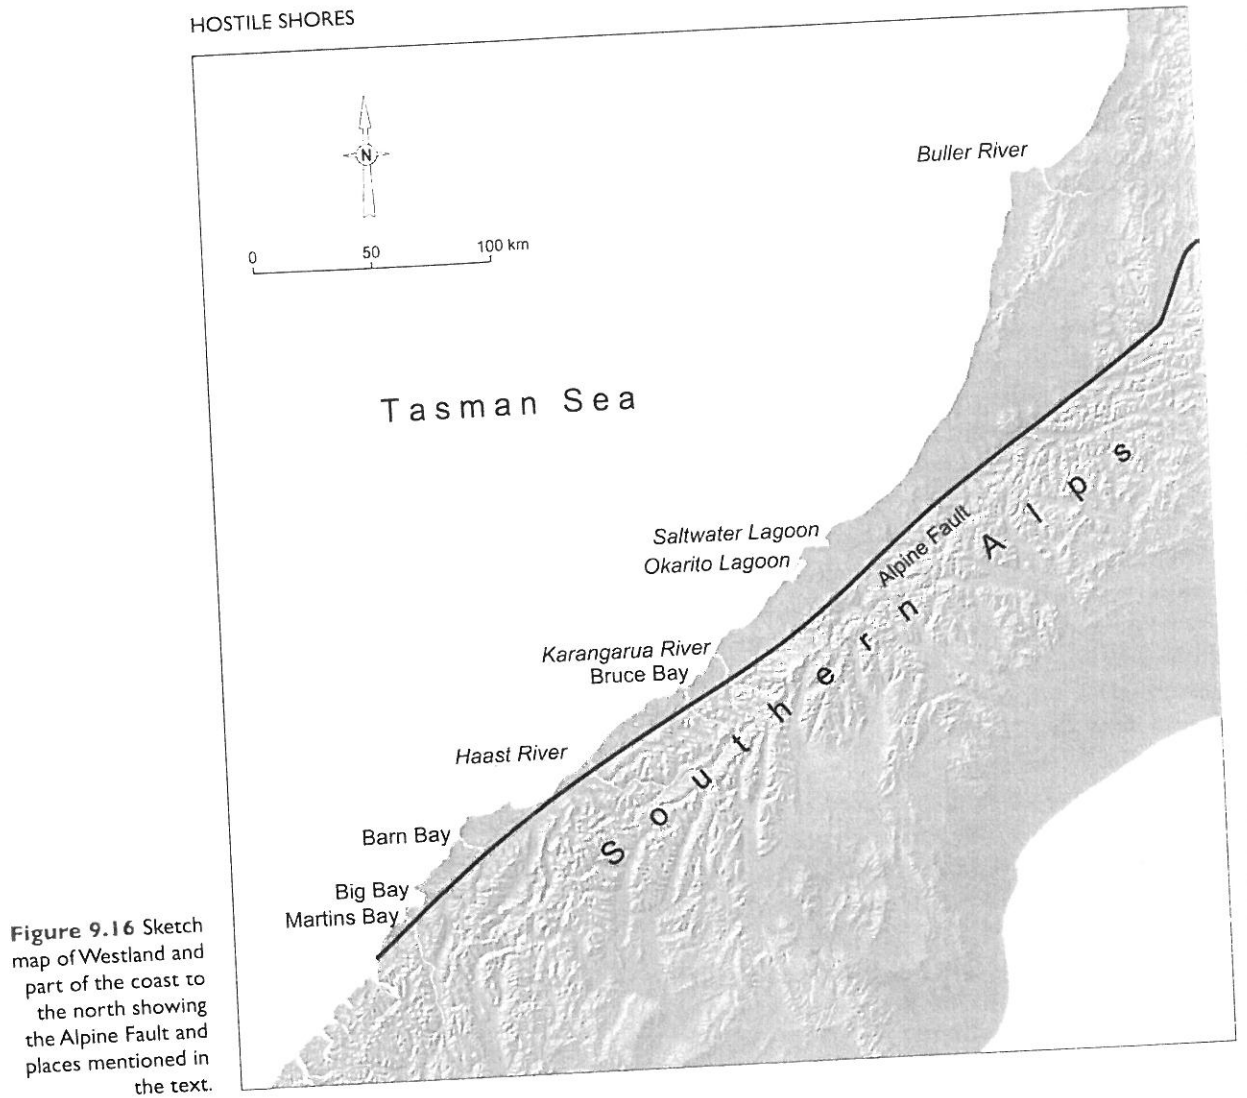 HOSTILE SHORES
N
0 50 100 km
Buller River
Tasman Sea
Saltwater Lagoon
Okarito Lagoon
Alpine Fault
Southern Alps
Karangarua River
Bruce Bay
Haast River
Barn Bay
Big Bay
Martins Bay
Figure 9.16 Sketch
map of Westland and
part of the coast to
the north showing
the Alpine Fault and
places mentioned in
the text.